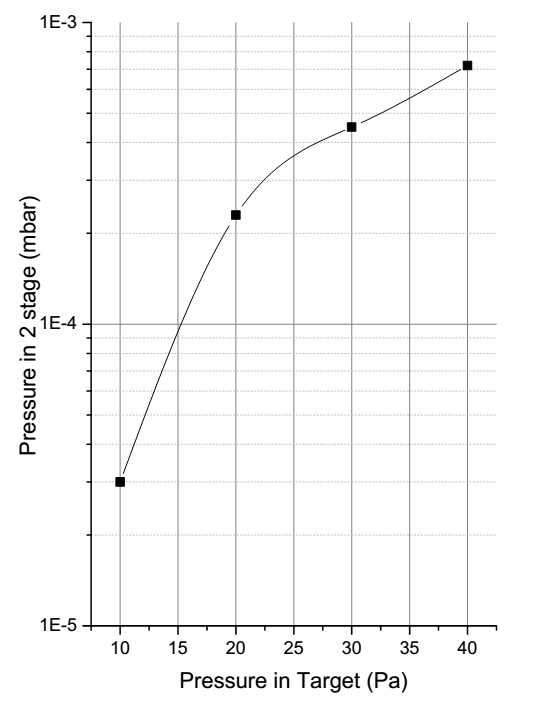 1E-3
1E-4
1E-5
Pressure in 2 stage (mbar)
10 15 20 25 30 35 40
Pressure in Target (Pa)